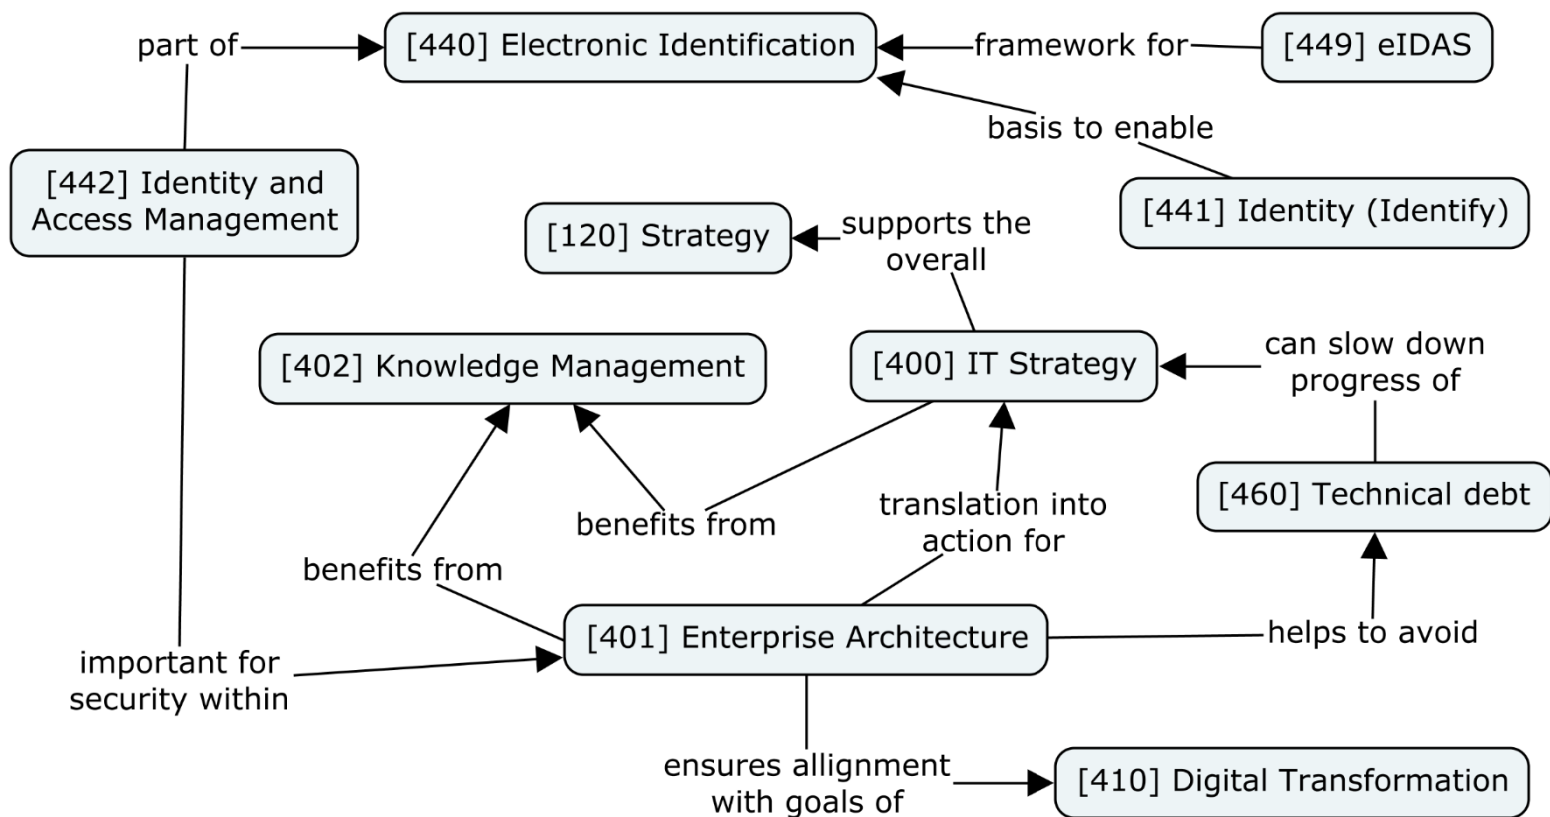 part of
[440] Electronic Identification
framework for
[449] eIDAS
basis to enable
[442] Identity and
Access Management
[441] Identity (Identify)
[120] Strategy
supports the
overall
[402] Knowledge Management
[400] IT Strategy
can slow down
progress of
[460] Technical debt
translation into
action for
benefits from
benefits from
[401] Enterprise Architecture
helps to avoid
important for
security within
ensures allignment
with goals of
[410] Digital Transformation